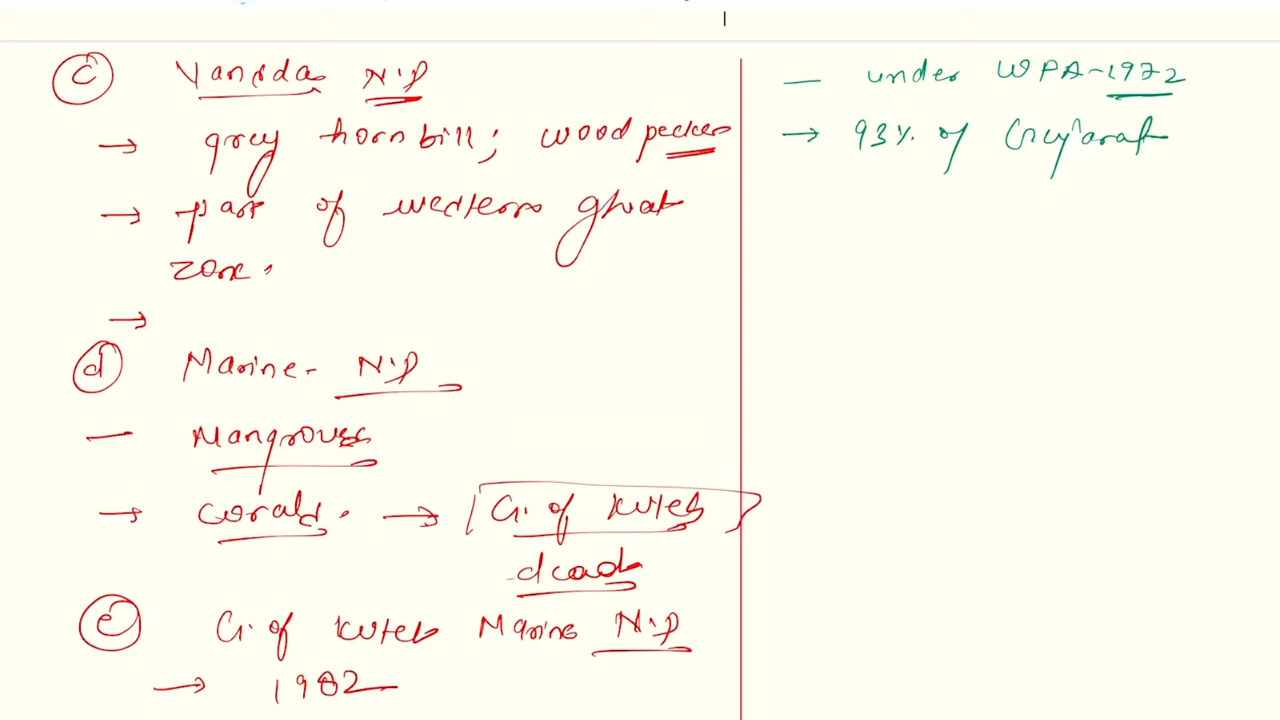 c Vansda N.P
→ grey hornbill; woodpecker
→ part of western ghat
zone.
→
d Marine - N.P
— Mangroves
→ corals. → G. of Kutch
dead
e G. of Kutch Marine N.P
→ 1982
— under WPA-1972
→ 93% of Gujarat